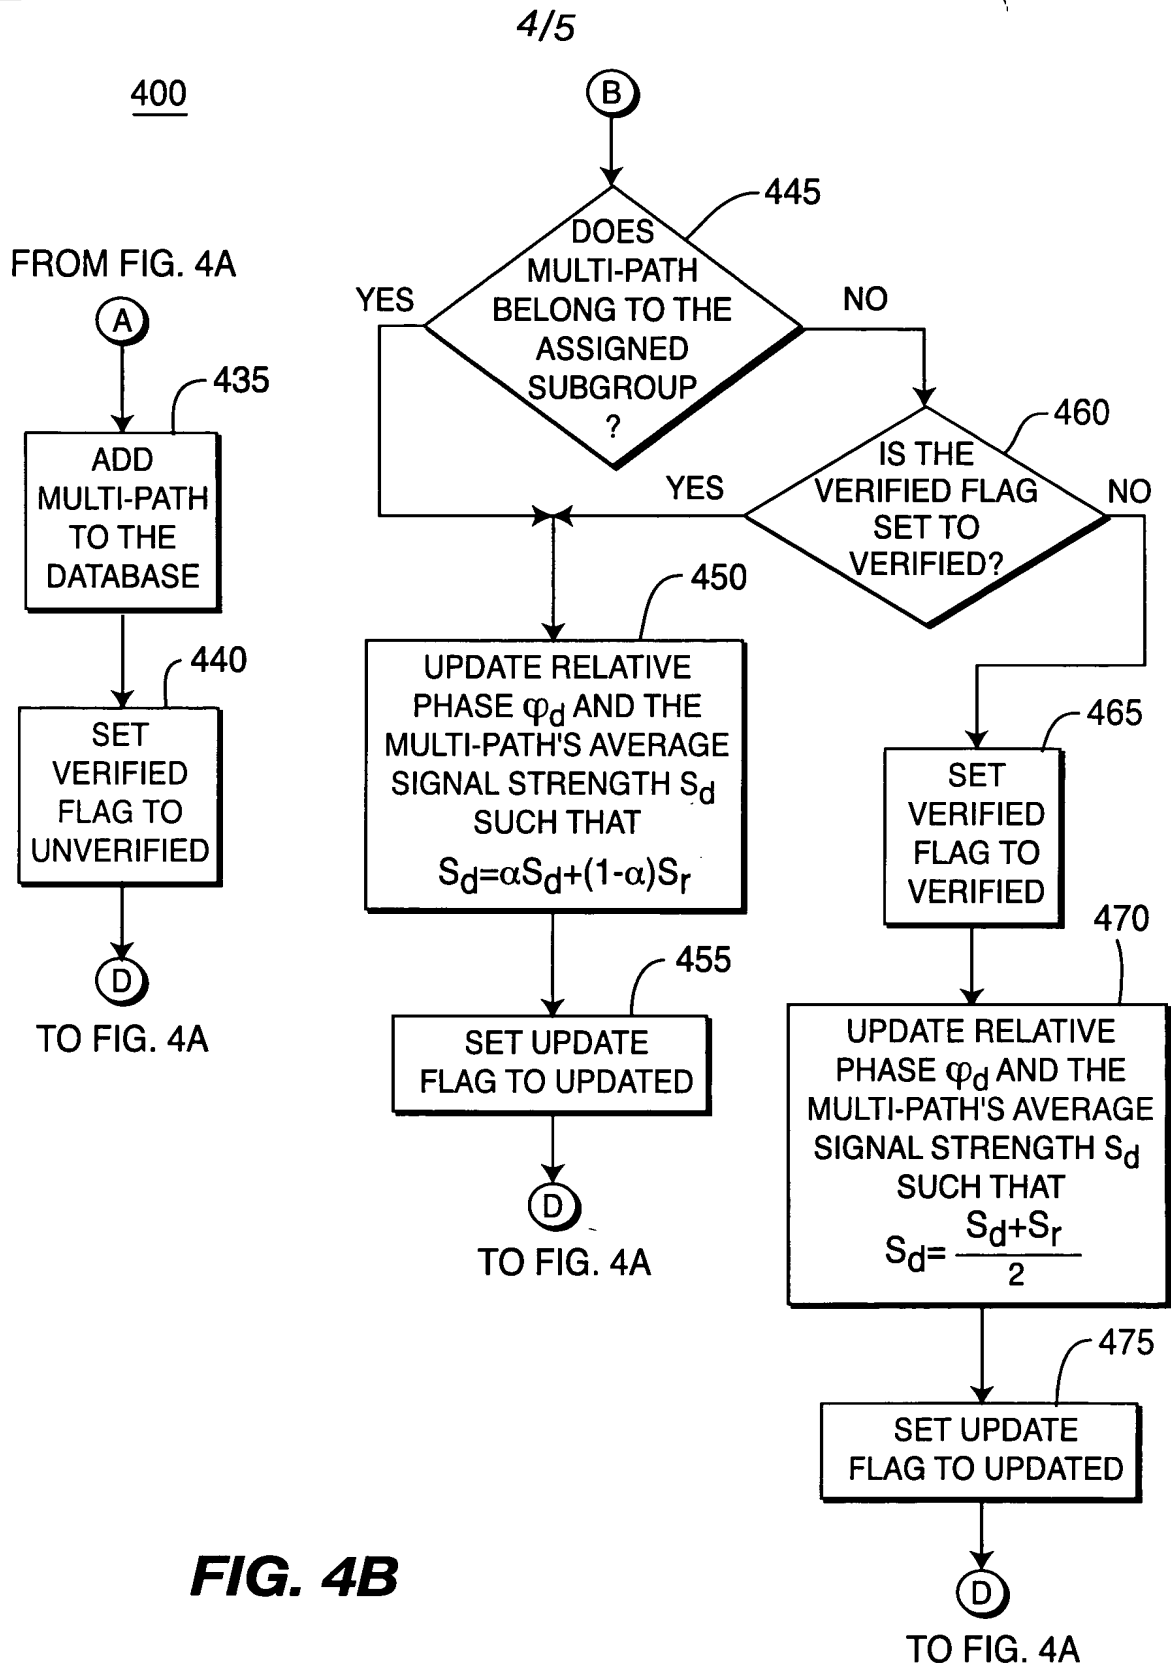 4/5
400
B
445
DOES
MULTI-PATH
BELONG TO THE
ASSIGNED
SUBGROUP
?
YES
NO
FROM FIG. 4A
A
435
ADD
MULTI-PATH
TO THE
DATABASE
440
SET
VERIFIED
FLAG TO
UNVERIFIED
D
TO FIG. 4A
460
IS THE
VERIFIED FLAG
SET TO
VERIFIED?
YES
NO
450
UPDATE RELATIVE
PHASE φd AND THE
MULTI-PATH'S AVERAGE
SIGNAL STRENGTH Sd
SUCH THAT
Sd=αSd+(1-α)Sr
455
SET UPDATE
FLAG TO UPDATED
D
TO FIG. 4A
465
SET
VERIFIED
FLAG TO
VERIFIED
470
UPDATE RELATIVE
PHASE φd AND THE
MULTI-PATH'S AVERAGE
SIGNAL STRENGTH Sd
SUCH THAT
Sd= Sd+Sr
2
475
SET UPDATE
FLAG TO UPDATED
D
TO FIG. 4A
FIG. 4B